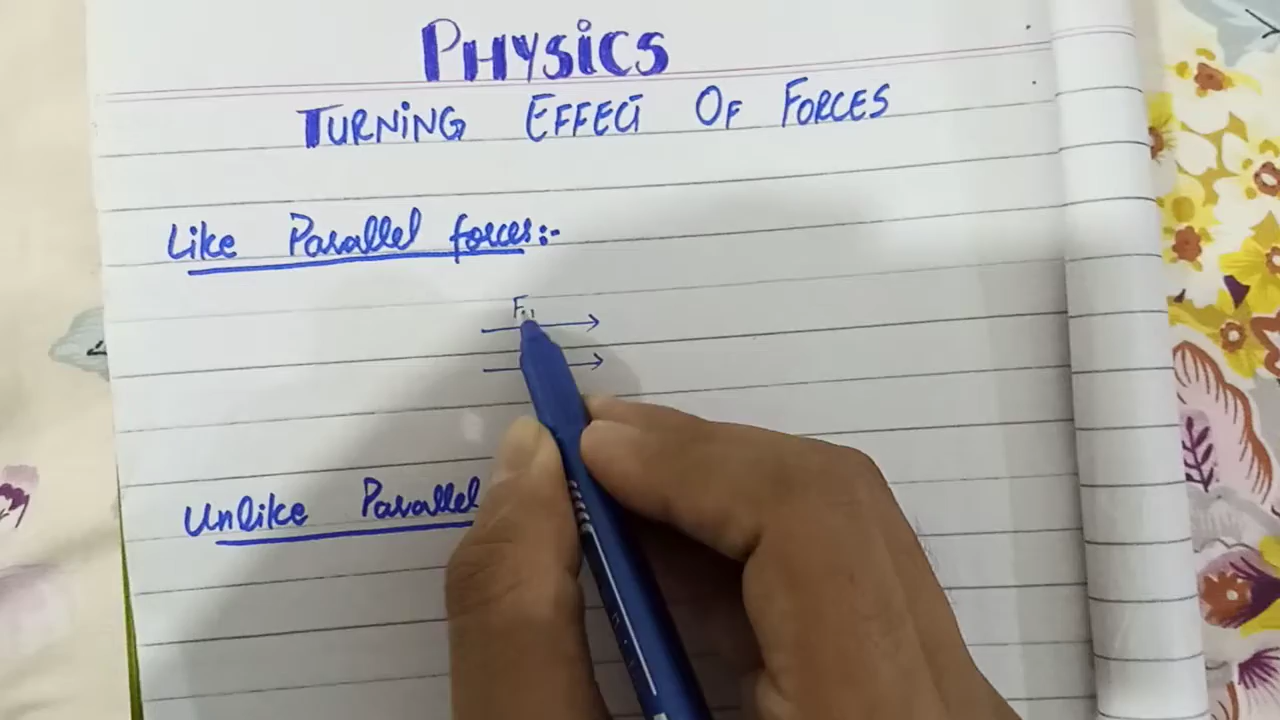 PHYSICS
TURNING EFFECT OF FORCES
Like Parallel forces:-
F
Unlike Parallel